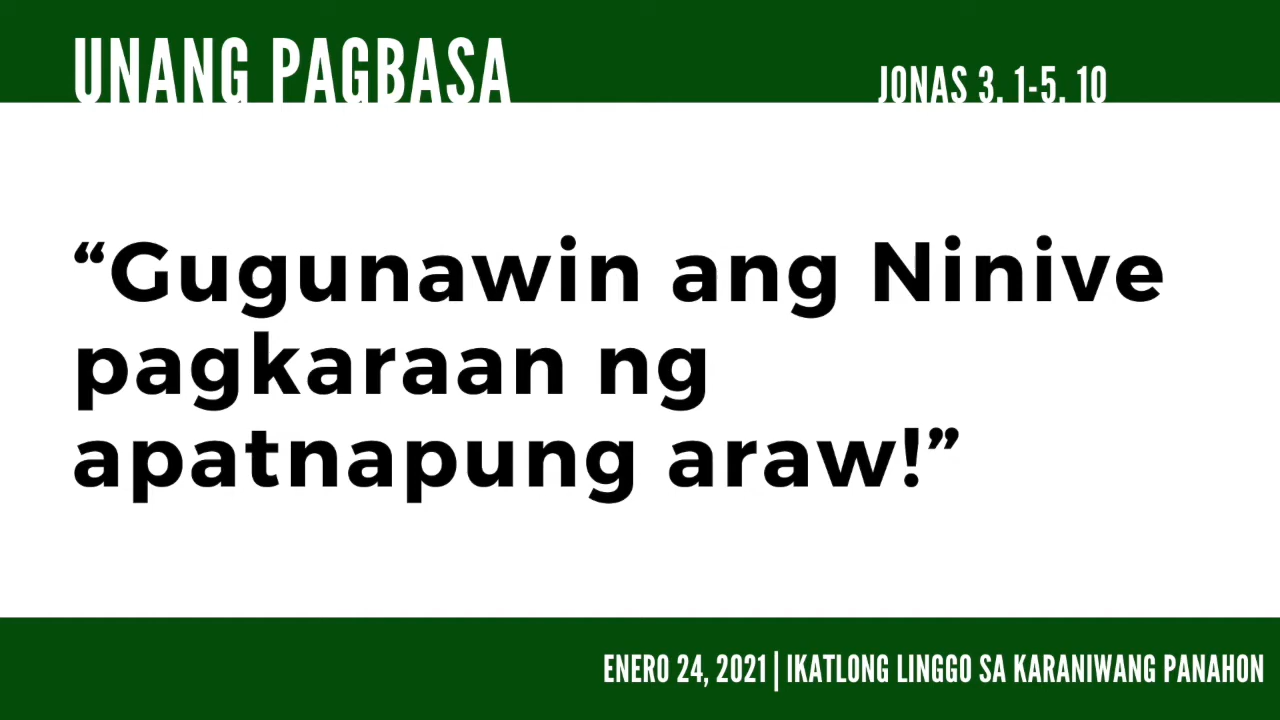 UNANG PAGBASA
JONAS 3, 1-5. 10
“Gugunawin ang Ninive
pagkaraan ng
apatnapung araw!”
ENERO 24, 2021 | IKATLONG LINGGO SA KARANIWANG PANAHON